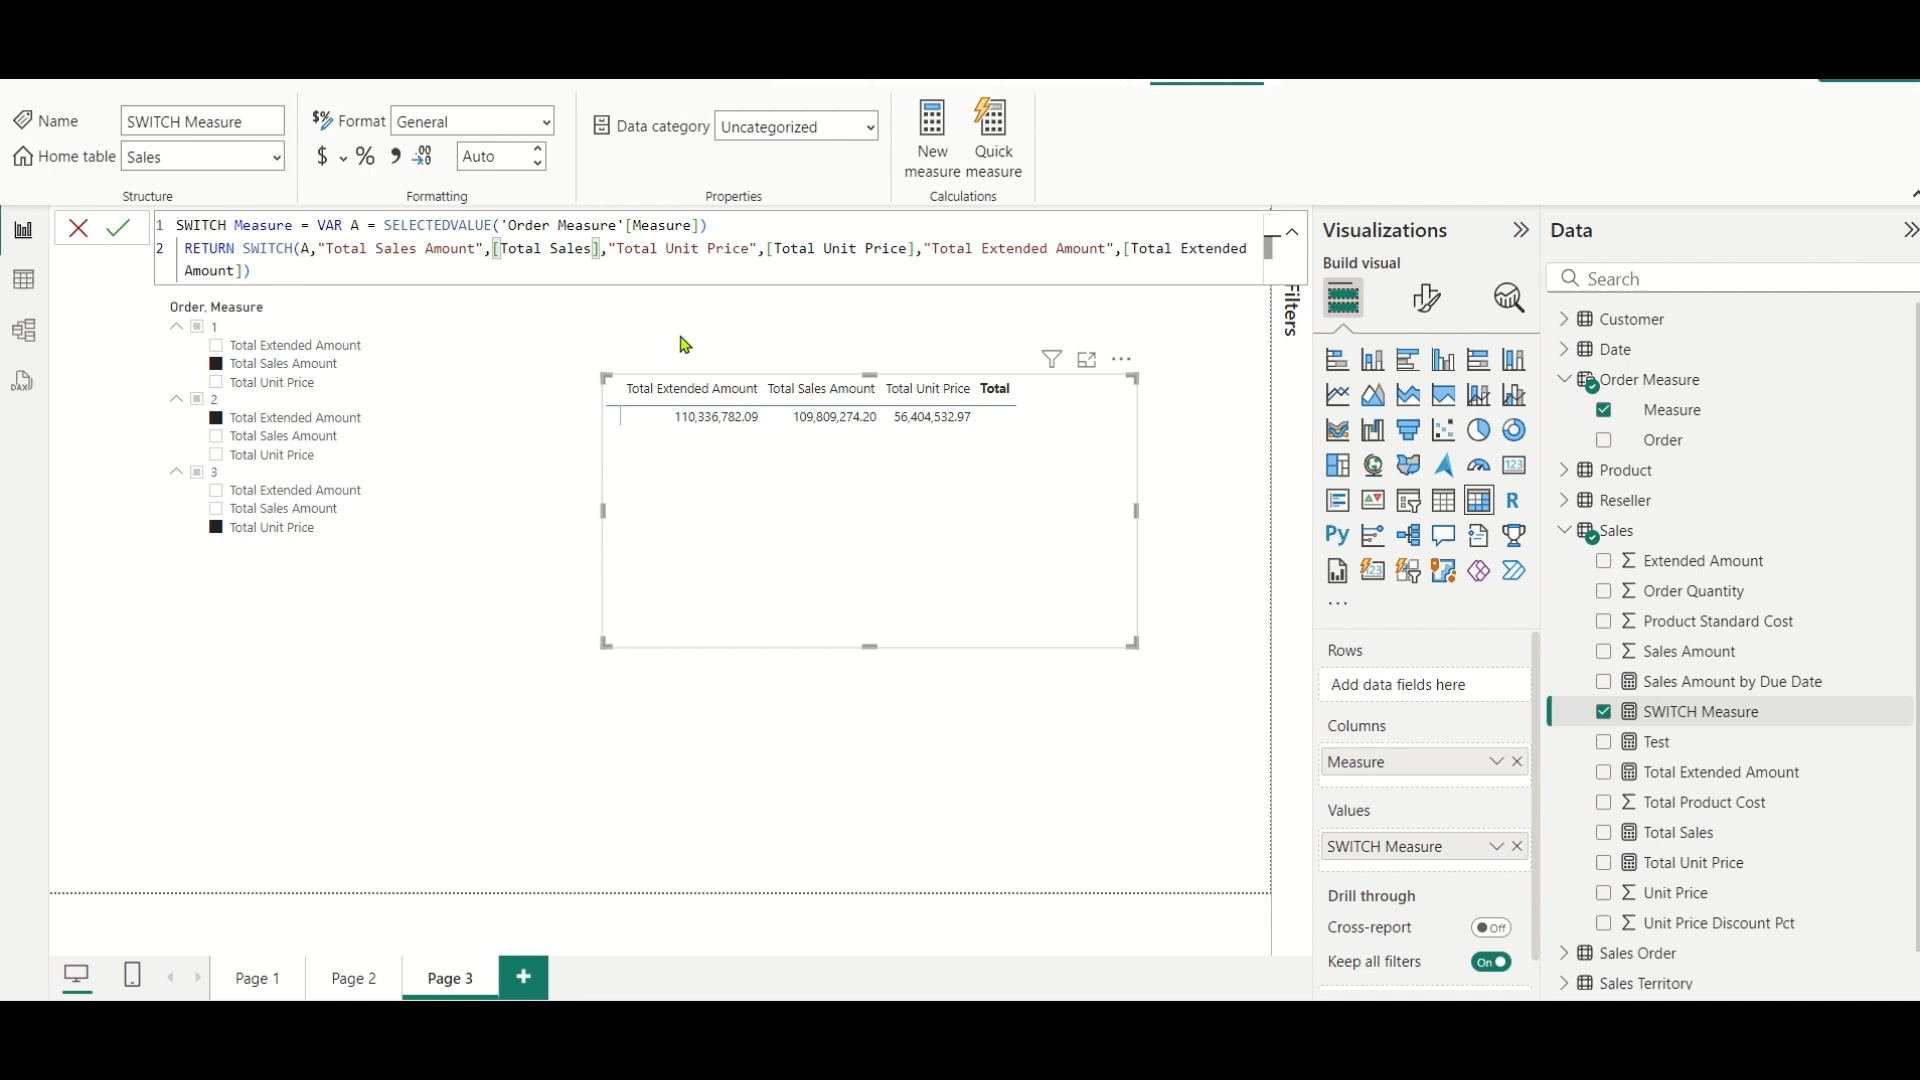 Name
SWITCH Measure
Home table
Sales
Structure
$% Format
General
$ % 9 .00
Auto
Formatting
Data category
Uncategorized
Properties
New measure
Quick measure
Calculations
1 SWITCH Measure = VAR A = SELECTEDVALUE('Order Measure'[Measure])
2 RETURN SWITCH(A,"Total Sales Amount",[Total Sales],"Total Unit Price",[Total Unit Price],"Total Extended Amount",[Total Extended
Amount])
Order, Measure
1
Total Extended Amount
Total Sales Amount
Total Unit Price
2
Total Extended Amount
Total Sales Amount
Total Unit Price
3
Total Extended Amount
Total Sales Amount
Total Unit Price
Total Extended Amount Total Sales Amount Total Unit Price Total
110,336,782.09 109,809,274.20 56,404,532.97
Filters
Visualizations
Build visual
123
R
Py
123
...
Rows
Add data fields here
Columns
Measure
Values
SWITCH Measure
Drill through
Cross-report
Off
Keep all filters
On
Data
Search
Customer
Date
Order Measure
Measure
Order
Product
Reseller
Sales
Extended Amount
Order Quantity
Product Standard Cost
Sales Amount
Sales Amount by Due Date
SWITCH Measure
Test
Total Extended Amount
Total Product Cost
Total Sales
Total Unit Price
Unit Price
Unit Price Discount Pct
Sales Order
Sales Territory
DAX
Page 1
Page 2
Page 3
+